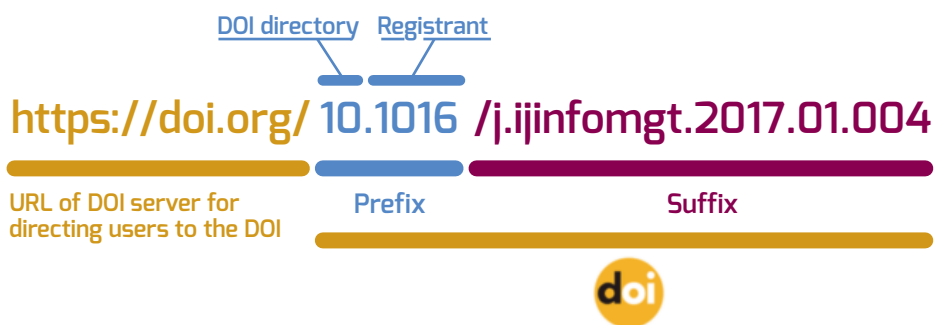 DOI directory Registrant
https://doi.org/ 10.1016 /j.ijinfomgt.2017.01.004
URL of DOI server for
directing users to the DOI
Prefix
Suffix
doi